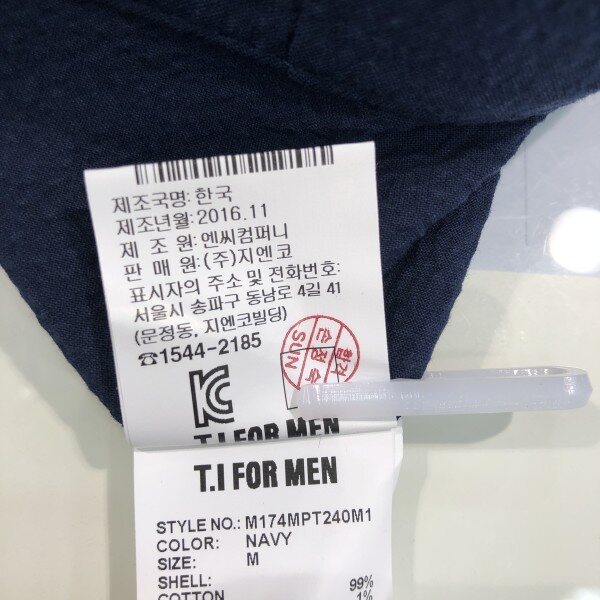 제조국명: 한국
제조년월: 2016.11
제 조 원: 엔씨컴퍼니
판 매 원: (주)지엔코
표시자의 주소 및 전화번호:
서울시 송파구 동남로 4길 41
(문정동, 지엔코빌딩)
☎1544-2185
SUN
T.I FOR MEN
T.I FOR MEN
STYLE NO.: M174MPT240M1
COLOR: NAVY
SIZE: M
SHELL:
99%
COTTON 1%